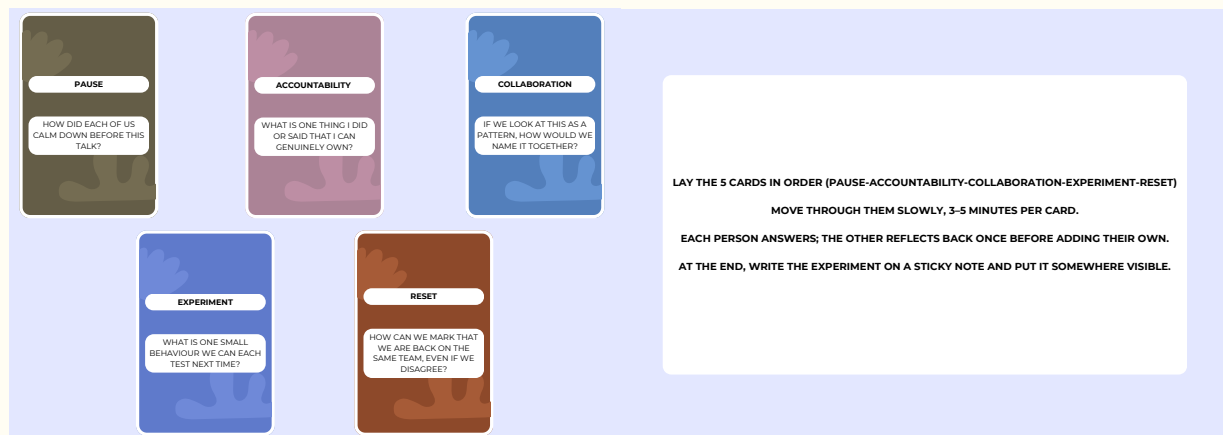 PAUSE
HOW DID EACH OF US
CALM DOWN BEFORE THIS
TALK?
ACCOUNTABILITY
WHAT IS ONE THING I DID
OR SAID THAT I CAN
GENUINELY OWN?
COLLABORATION
IF WE LOOK AT THIS AS A
PATTERN, HOW WOULD WE
NAME IT TOGETHER?
EXPERIMENT
WHAT IS ONE SMALL
BEHAVIOUR WE CAN EACH
TEST NEXT TIME?
RESET
HOW CAN WE MARK THAT
WE ARE BACK ON THE
SAME TEAM, EVEN IF WE
DISAGREE?
LAY THE 5 CARDS IN ORDER (PAUSE-ACCOUNTABILITY-COLLABORATION-EXPERIMENT-RESET)
MOVE THROUGH THEM SLOWLY, 3–5 MINUTES PER CARD.
EACH PERSON ANSWERS; THE OTHER REFLECTS BACK ONCE BEFORE ADDING THEIR OWN.
AT THE END, WRITE THE EXPERIMENT ON A STICKY NOTE AND PUT IT SOMEWHERE VISIBLE.